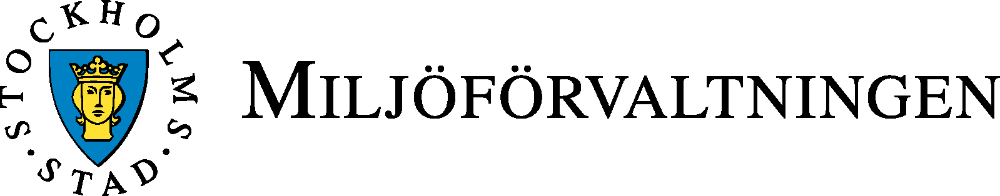 STOCKHOLMS
· STAD ·
MILJÖFÖRVALTNINGEN